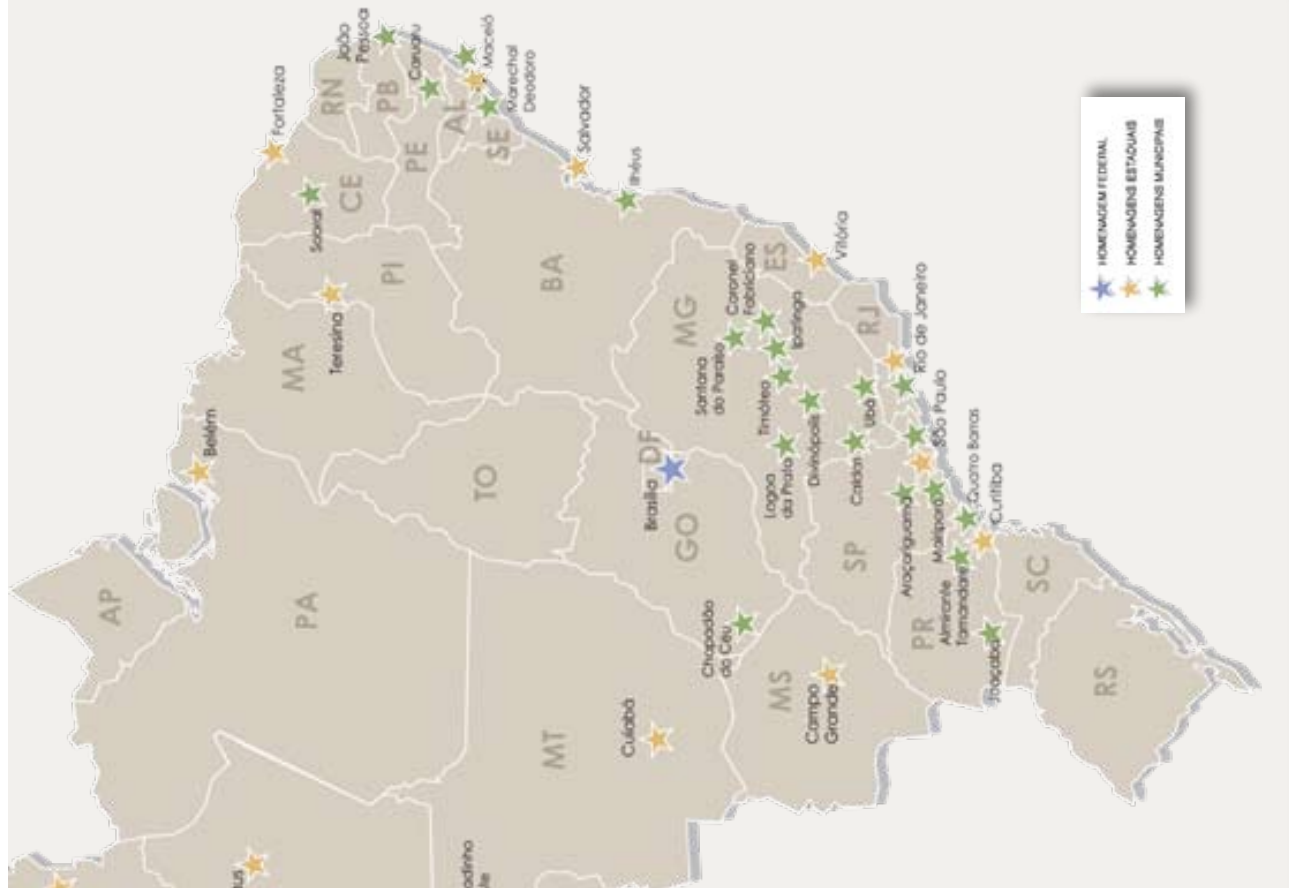 AP
Belém
MA
Fortaleza
RN
João
Pessoa
PB
Caruaru
CE
Sobral
PE
AL
Maceió
Marechal
Deodoro
SE
Teresina
PI
PA
TO
BA
Salvador
Ilhéus
MT
Cuiabá
GO
Brasília
DF
MG
Santana
do Paraíso
Coronel
Fabriciano
Ipatinga
Timóteo
Lagoa
da Prata
Divinópolis
Ubá
Caldas
ES
Vitória
RJ
Rio de Janeiro
São Paulo
Chapadão
do Céu
MS
Campo
Grande
SP
Araçariguama
Mairiporã
Quatro Barras
Curitiba
PR
Almirante
Tamandaré
Joaçaba
SC
RS
HOMENAGEM FEDERAL
HOMENAGENS ESTADUAIS
HOMENAGENS MUNICIPAIS